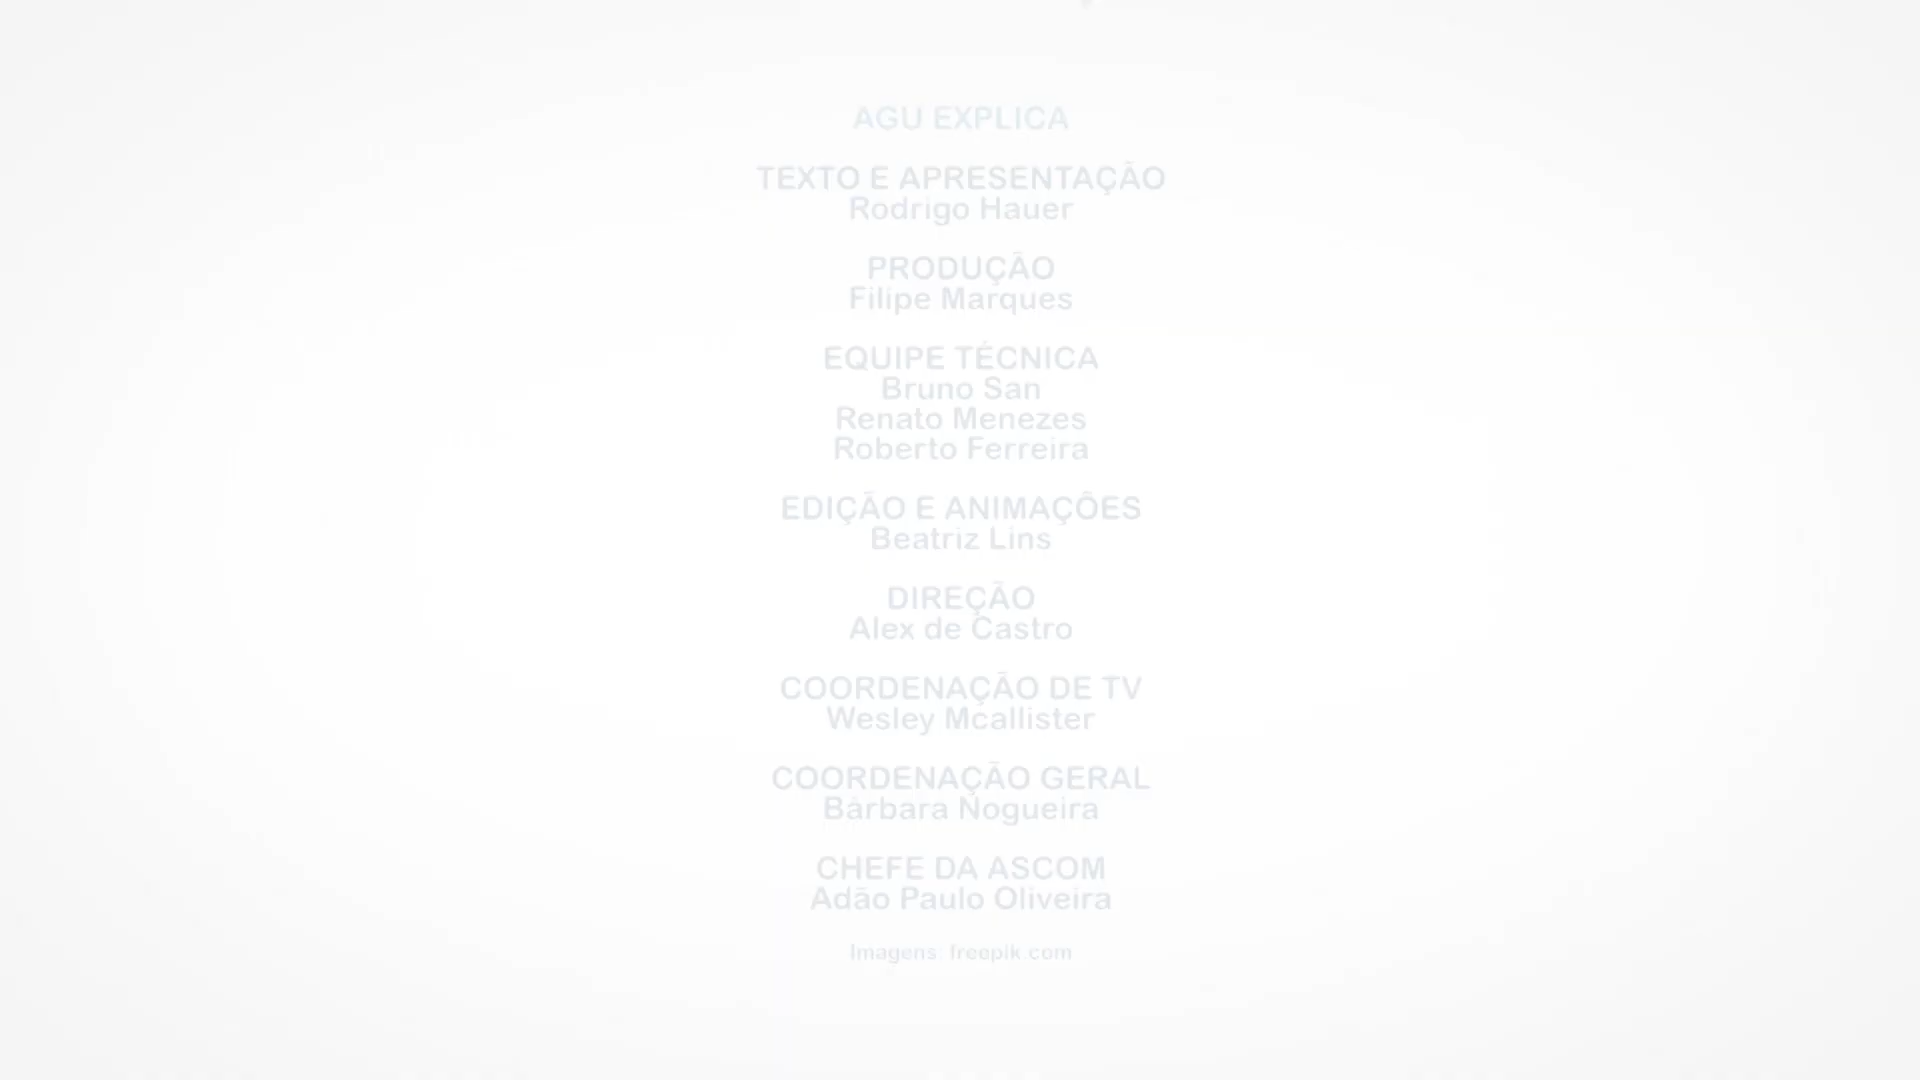 AGU EXPLICA
TEXTO E APRESENTAÇÃO
Rodrigo Hauer
PRODUÇÃO
Filipe Marques
EQUIPE TÉCNICA
Bruno San
Renato Menezes
Roberto Ferreira
EDIÇÃO E ANIMAÇÕES
Beatriz Lins
DIREÇÃO
Alex de Castro
COORDENAÇÃO DE TV
Wesley Mcallister
COORDENAÇÃO GERAL
Bárbara Nogueira
CHEFE DA ASCOM
Adão Paulo Oliveira
Imagens: freepik.com